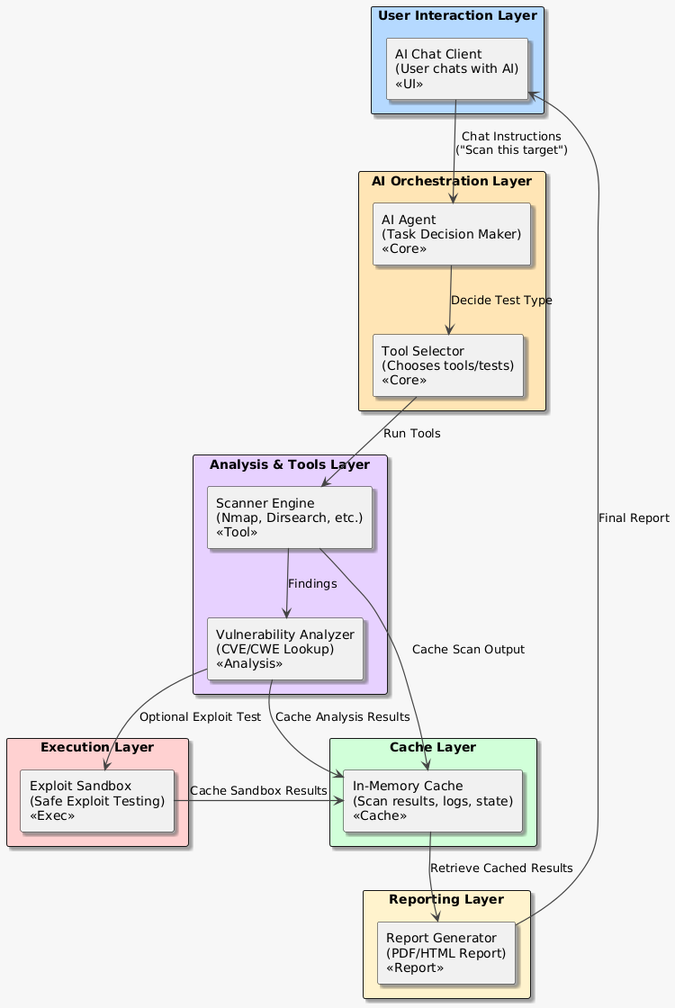 User Interaction Layer
AI Chat Client
(User chats with AI)
«UI»
Chat Instructions
("Scan this target")
AI Orchestration Layer
AI Agent
(Task Decision Maker)
«Core»
Decide Test Type
Tool Selector
(Chooses tools/tests)
«Core»
Run Tools
Analysis & Tools Layer
Scanner Engine
(Nmap, Dirsearch, etc.)
«Tool»
Final Report
Findings
Vulnerability Analyzer
(CVE/CWE Lookup)
«Analysis»
Cache Scan Output
Optional Exploit Test
Cache Analysis Results
Execution Layer
Exploit Sandbox
(Safe Exploit Testing)
«Exec»
Cache Sandbox Results
Cache Layer
In-Memory Cache
(Scan results, logs, state)
«Cache»
Retrieve Cached Results
Reporting Layer
Report Generator
(PDF/HTML Report)
«Report»